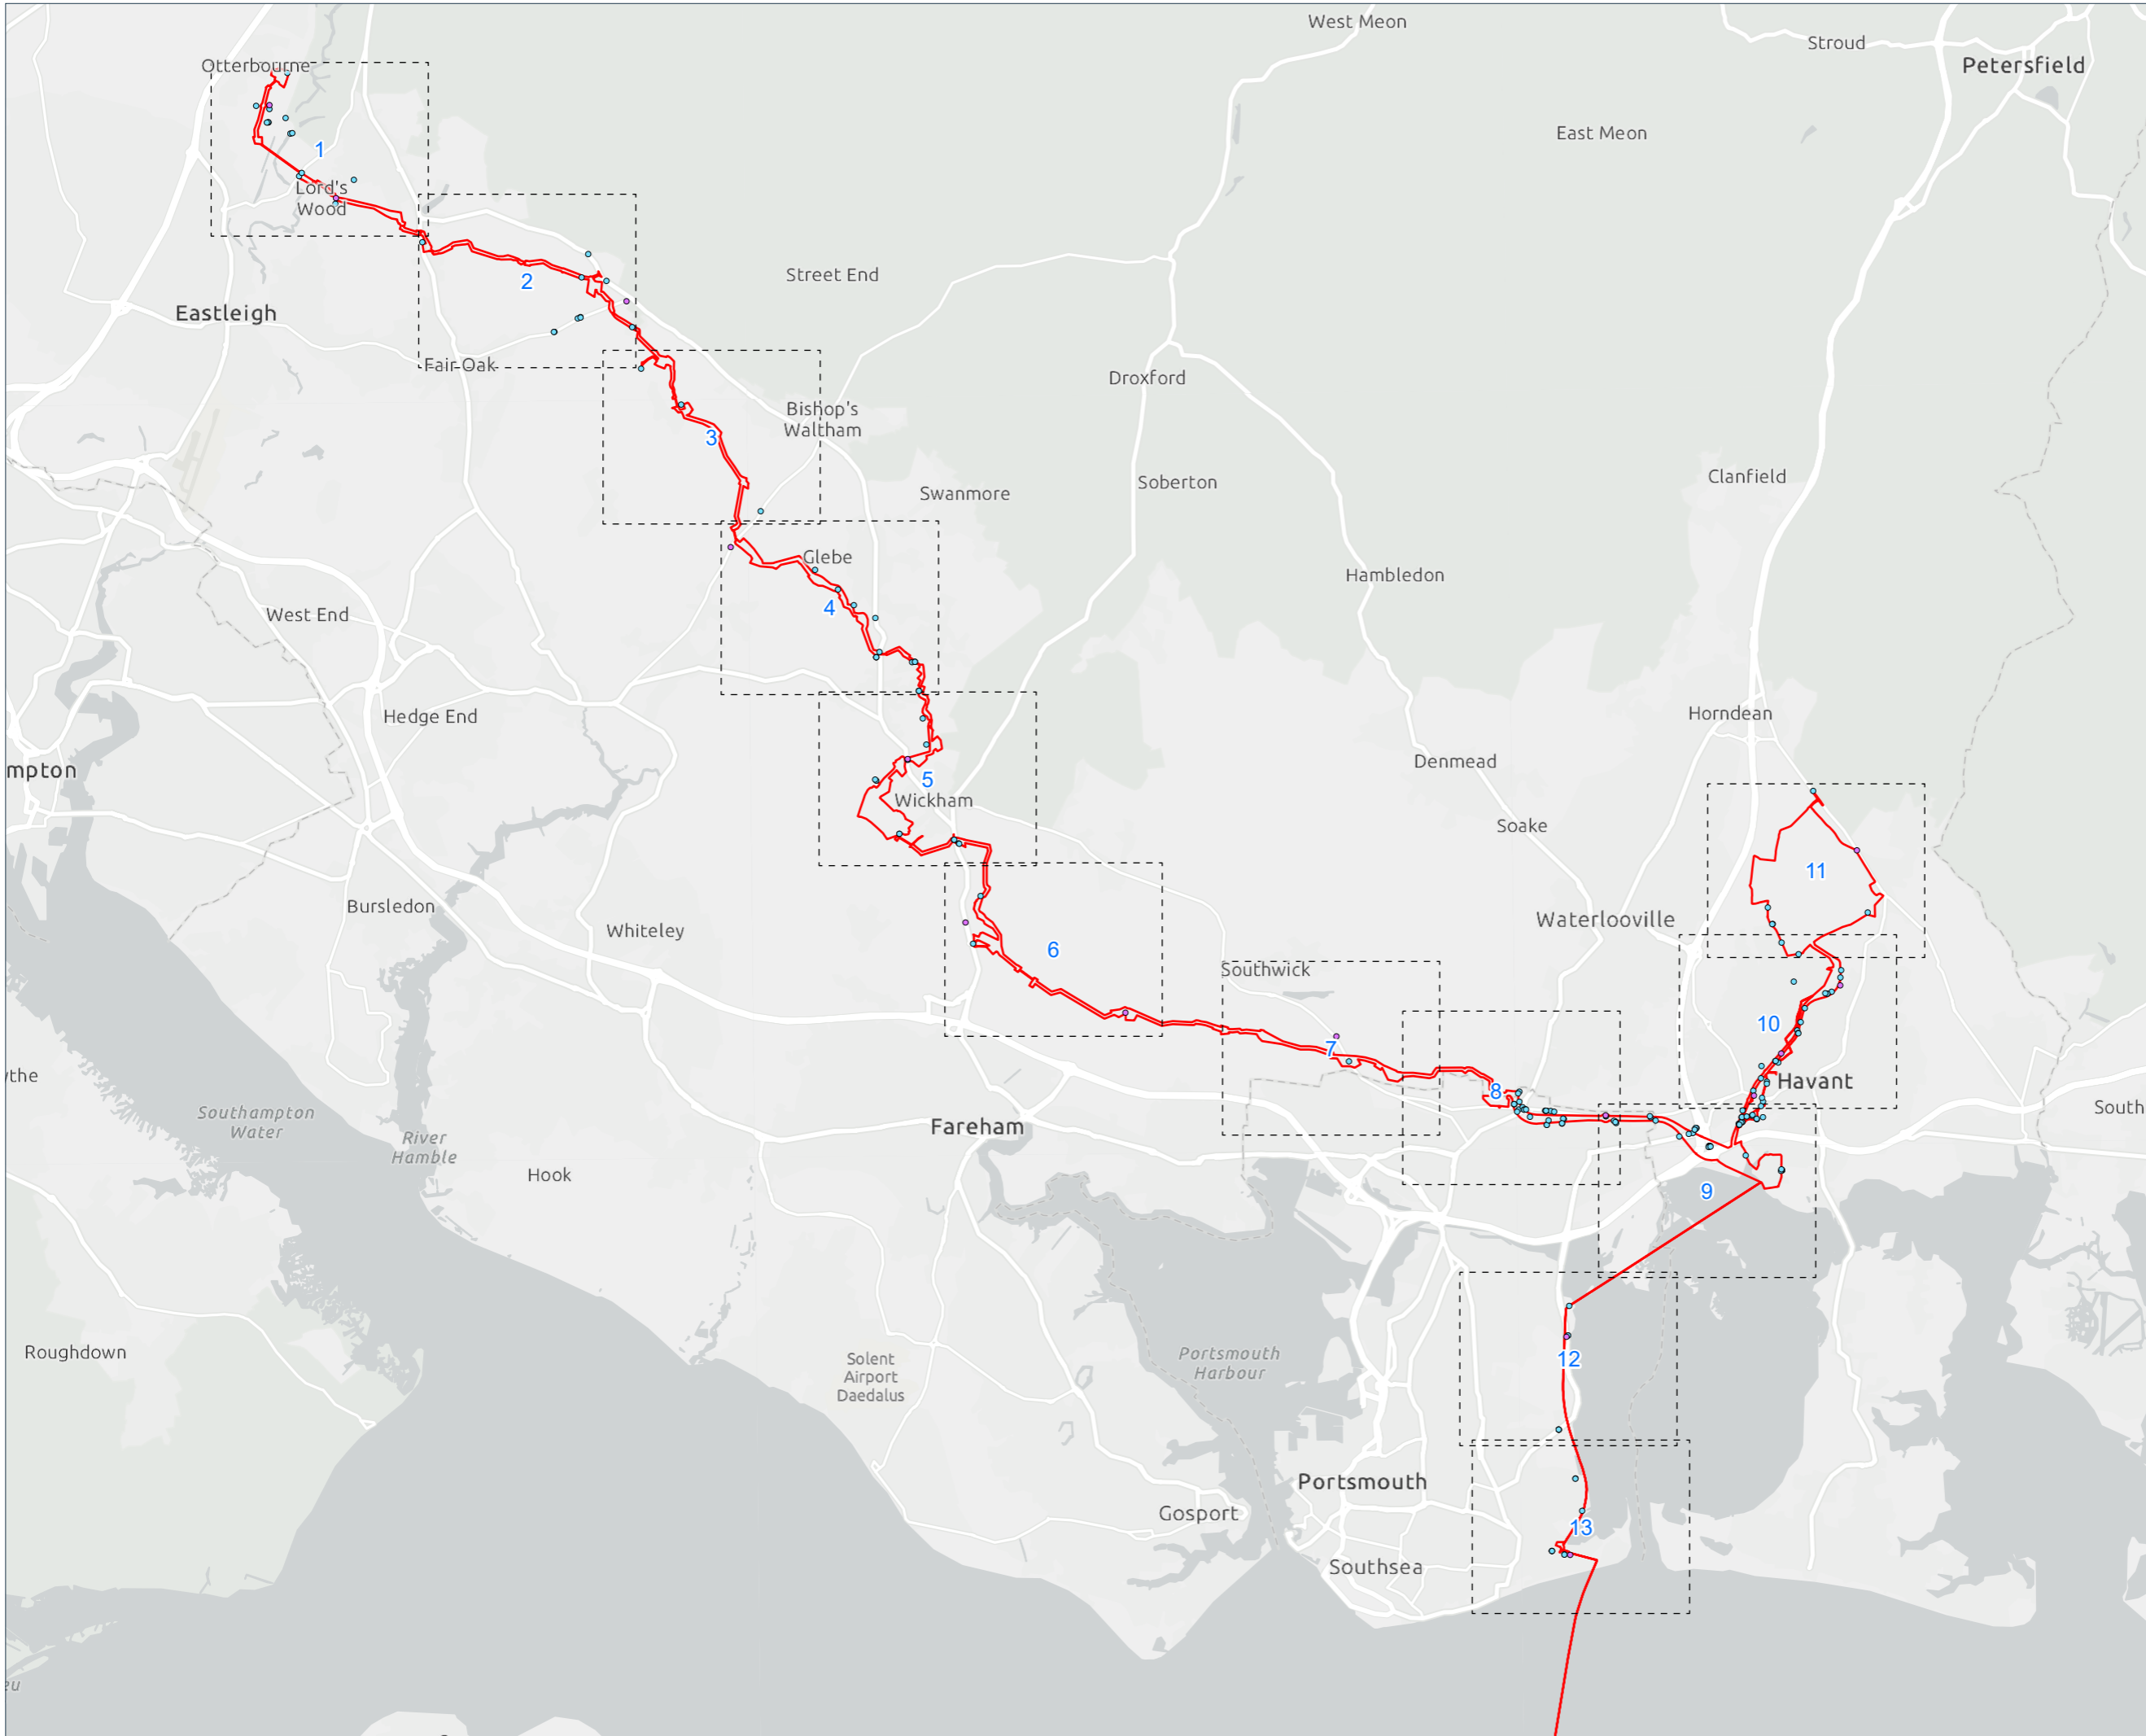 West Meon
Stroud
Petersfield
Otterbourne
East Meon
1
Lord's
Wood
Street End
2
Eastleigh
Fair Oak
Droxford
Bishop's
Waltham
3
Clanfield
Soberton
Swanmore
Glebe
Hambledon
4
West End
Horndean
Hedge End
Denmead
mpton
5
Wickham
Soake
11
Bursledon
Waterlooville
Whiteley
6
Southwick
10
7
ythe
Havant
8
Southampton
Water
South
Fareham
River
Hamble
Hook
9
Roughdown
Solent
Airport
Daedalus
Portsmouth
Harbour
12
Portsmouth
Gosport
13
Southsea
eu